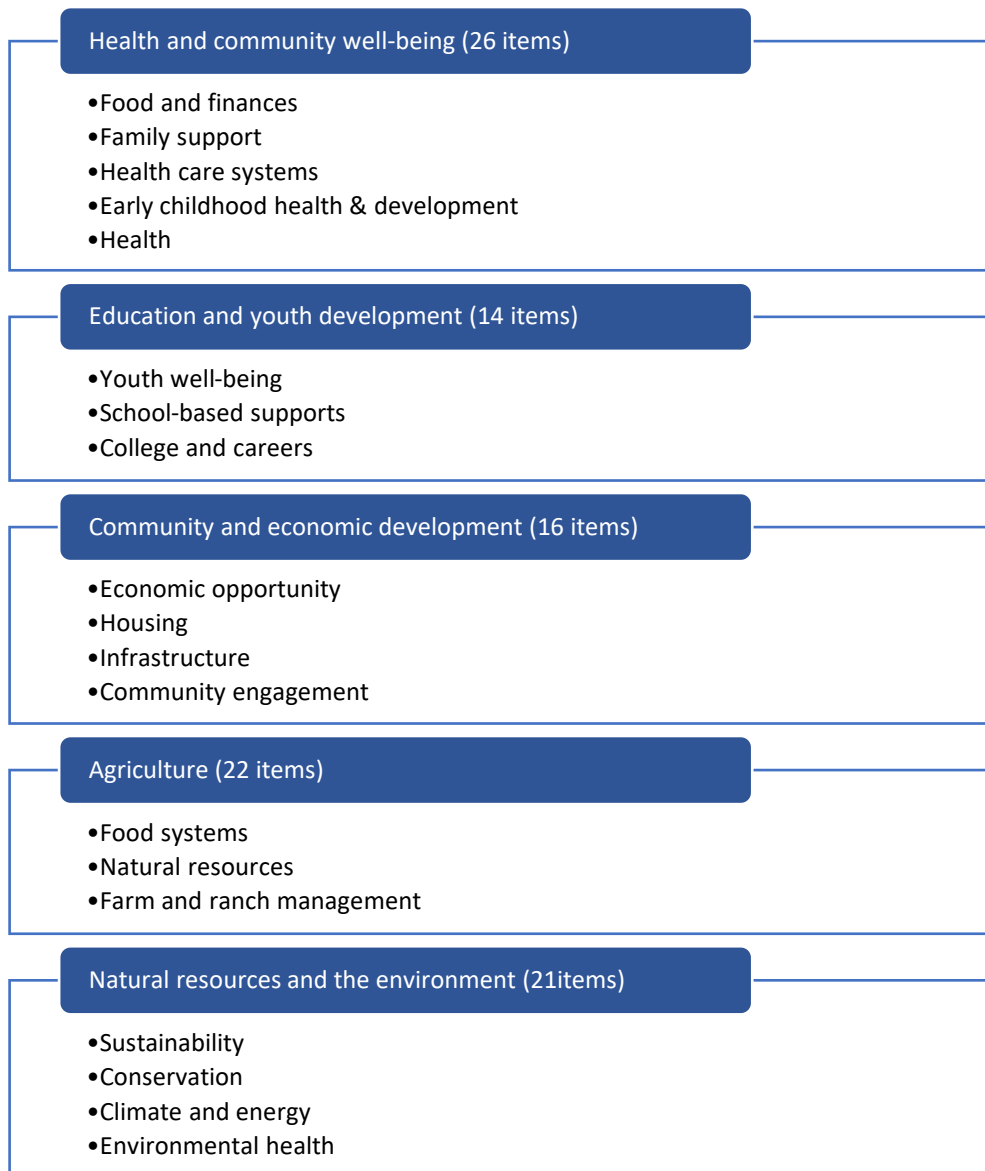 Health and community well-being (26 items)
•Food and finances
•Family support
•Health care systems
•Early childhood health & development
•Health
Education and youth development (14 items)
•Youth well-being
•School-based supports
•College and careers
Community and economic development (16 items)
•Economic opportunity
•Housing
•Infrastructure
•Community engagement
Agriculture (22 items)
•Food systems
•Natural resources
•Farm and ranch management
Natural resources and the environment (21items)
•Sustainability
•Conservation
•Climate and energy
•Environmental health